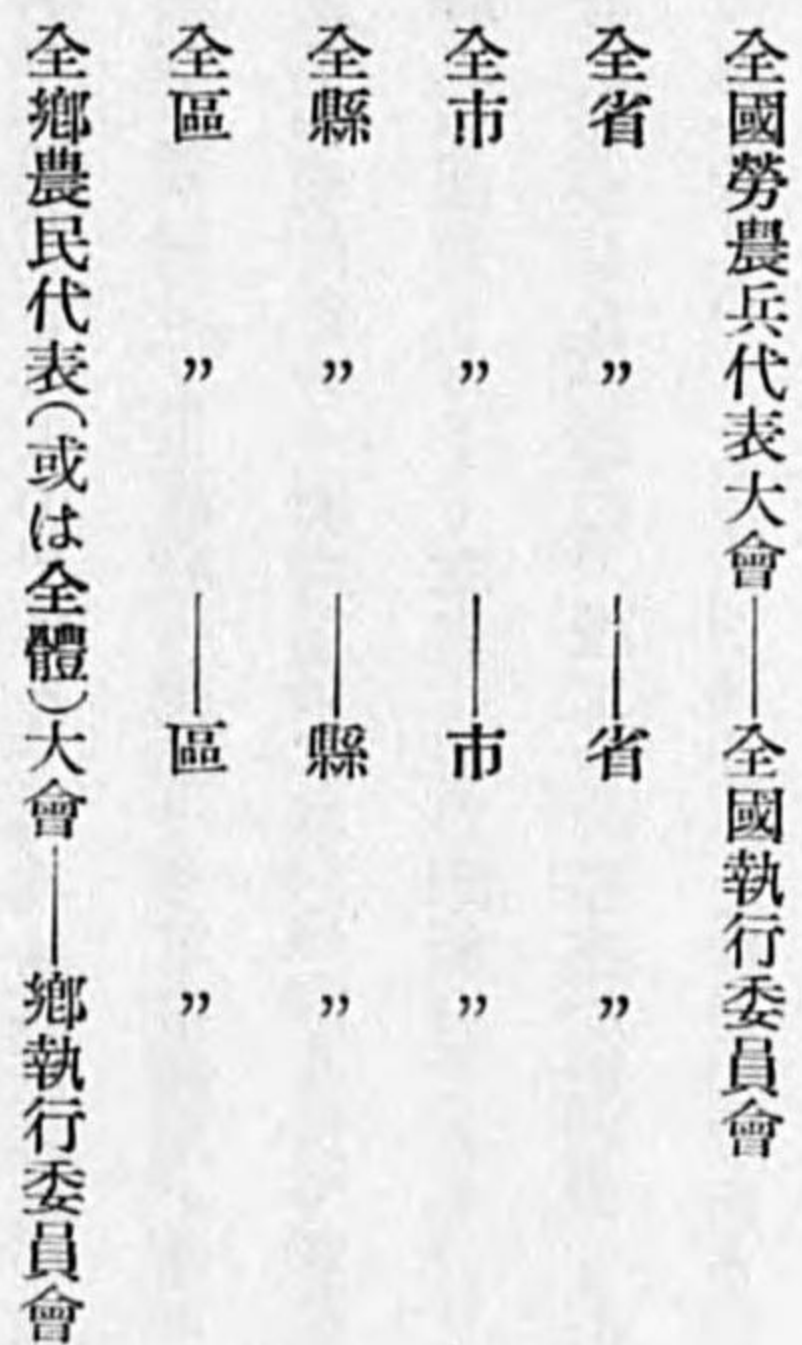 全國勞農兵代表大會――全國執行委員會
全省　〃　――省　〃
全市　〃　――市　〃
全縣　〃　――縣　〃
全區　〃　――區　〃
全鄕農民代表(或は全體)大會――鄕執行委員會